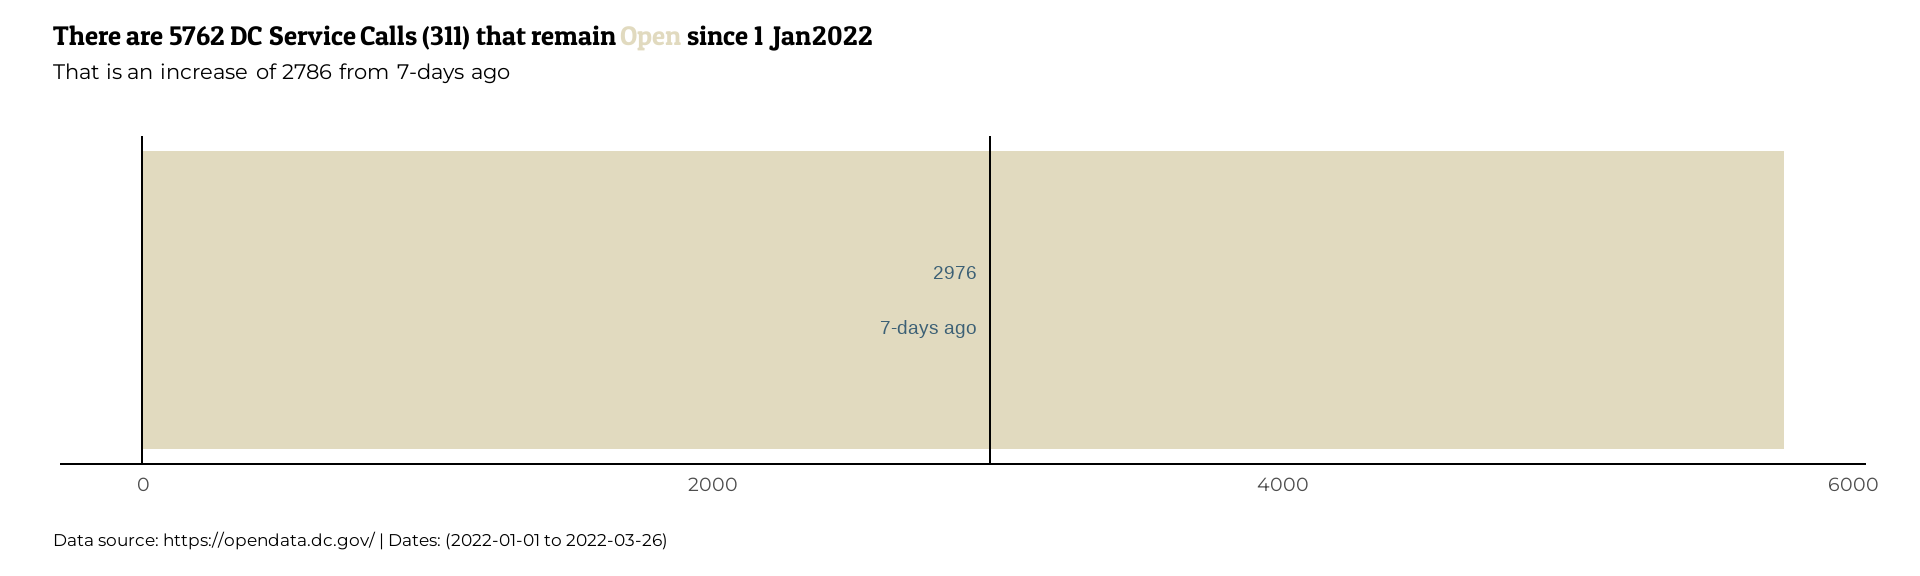 There are 5762 DC Service Calls (311) that remain Open since 1 Jan2022
That is an increase of 2786 from 7-days ago
2976
7-days ago
0 2000 4000 6000
Data source: https://opendata.dc.gov/ | Dates: (2022-01-01 to 2022-03-26)